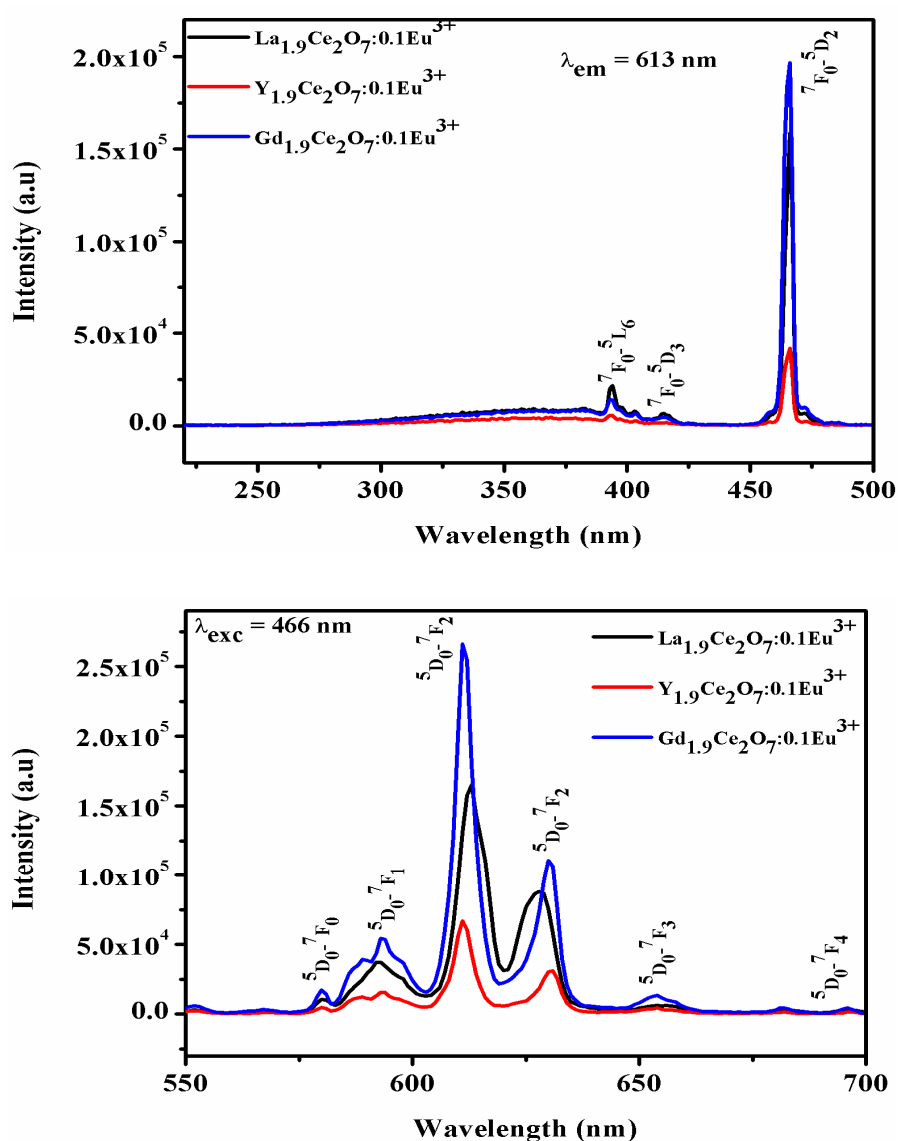 La1.9Ce2O7:0.1Eu3+
Y1.9Ce2O7:0.1Eu3+
Gd1.9Ce2O7:0.1Eu3+
λem = 613 nm
7F0-5D2
7F0-5L6
7F0-5D3
Intensity (a.u)
2.0x10^5
1.5x10^5
1.0x10^5
5.0x10^4
0.0
250 300 350 400 450 500
Wavelength (nm)
λexc = 466 nm
5D0-7F2
La1.9Ce2O7:0.1Eu3+
Y1.9Ce2O7:0.1Eu3+
Gd1.9Ce2O7:0.1Eu3+
5D0-7F0
5D0-7F1
5D0-7F2
5D0-7F3
5D0-7F4
Intensity (a.u)
2.5x10^5
2.0x10^5
1.5x10^5
1.0x10^5
5.0x10^4
0.0
550 600 650 700
Wavelength (nm)